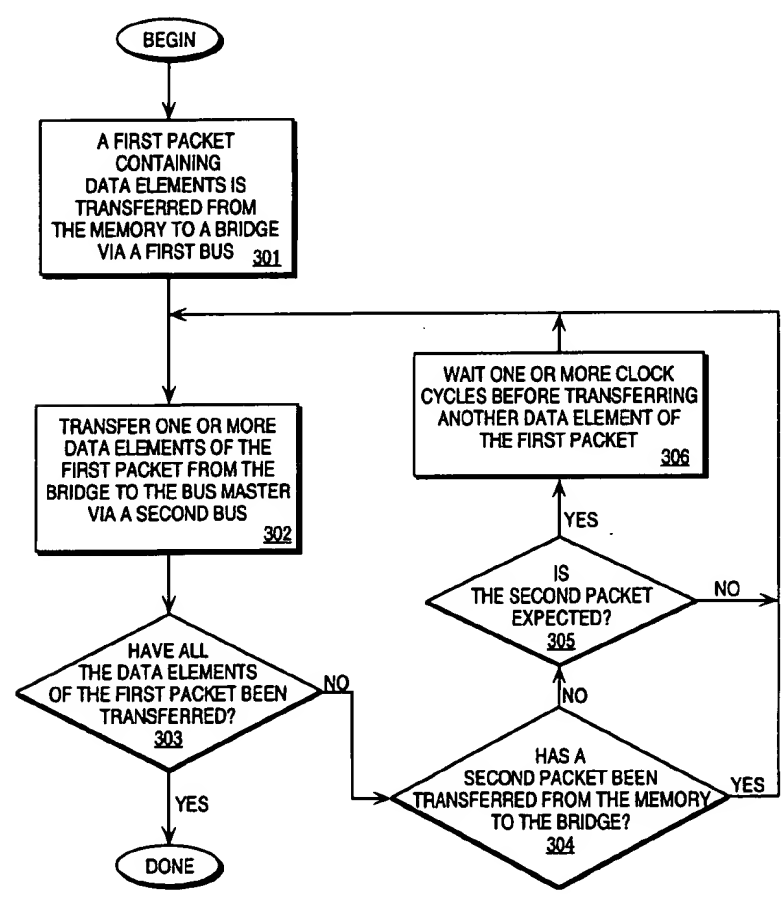 BEGIN
A FIRST PACKET
CONTAINING
DATA ELEMENTS IS
TRANSFERRED FROM
THE MEMORY TO A BRIDGE
VIA A FIRST BUS
301
TRANSFER ONE OR MORE
DATA ELEMENTS OF THE
FIRST PACKET FROM THE
BRIDGE TO THE BUS MASTER
VIA A SECOND BUS
302
HAVE ALL
THE DATA ELEMENTS
OF THE FIRST PACKET BEEN
TRANSFERRED?
303
NO
YES
DONE
HAS A
SECOND PACKET BEEN
TRANSFERRED FROM THE MEMORY
TO THE BRIDGE?
304
YES
NO
IS
THE SECOND PACKET
EXPECTED?
305
NO
YES
WAIT ONE OR MORE CLOCK
CYCLES BEFORE TRANSFERRING
ANOTHER DATA ELEMENT OF
THE FIRST PACKET
306